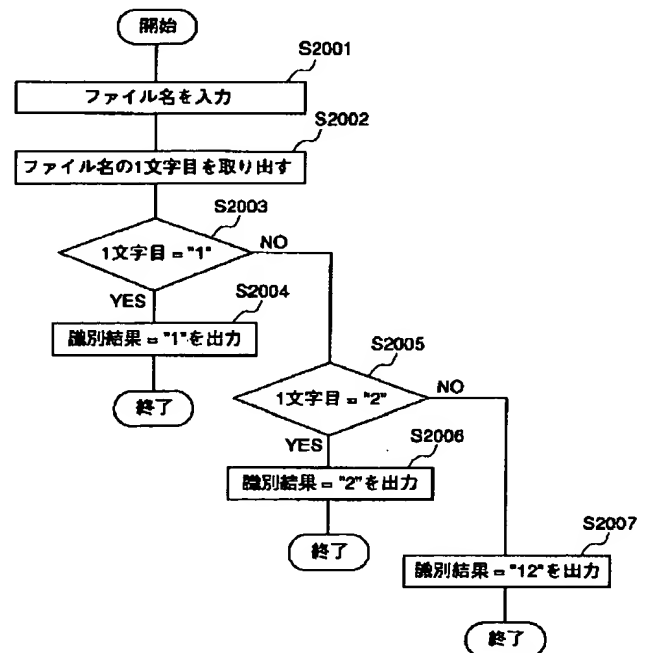 開始
S2001
ファイル名を入力
S2002
ファイル名の1文字目を取り出す
S2003
1文字目="1"
NO
YES
S2004
識別結果="1"を出力
終了
S2005
1文字目="2"
NO
YES
S2006
識別結果="2"を出力
終了
S2007
識別結果="12"を出力
終了